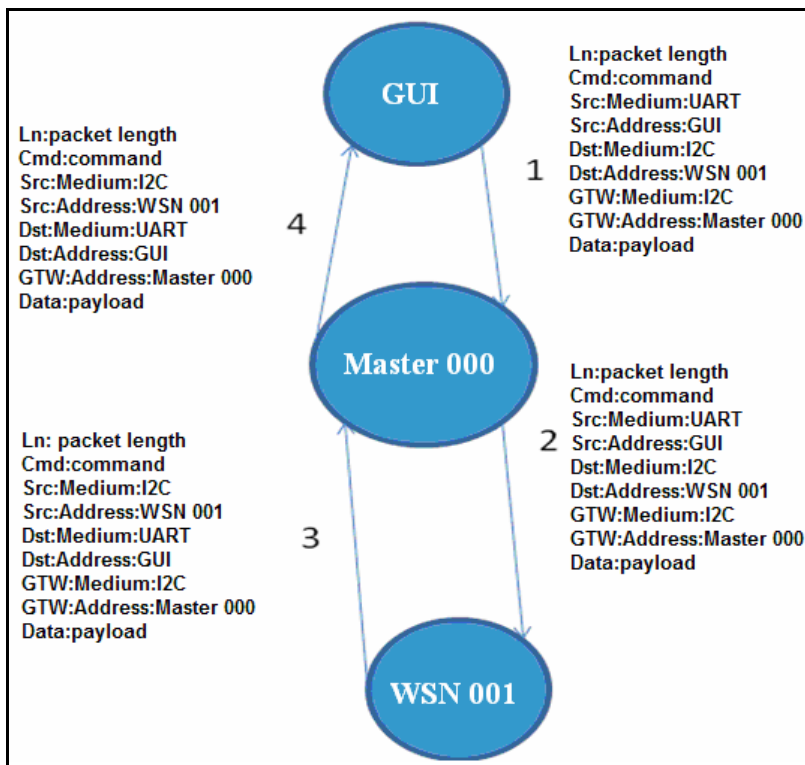 GUI
Ln:packet length
Cmd:command
Src:Medium:UART
Src:Address:GUI
Dst:Medium:I2C
Dst:Address:WSN 001
GTW:Medium:I2C
GTW:Address:Master 000
Data:payload
1
Ln:packet length
Cmd:command
Src:Medium:I2C
Src:Address:WSN 001
Dst:Medium:UART
Dst:Address:GUI
GTW:Address:Master 000
Data:payload
4
Master 000
Ln:packet length
Cmd:command
Src:Medium:UART
Src:Address:GUI
Dst:Medium:I2C
Dst:Address:WSN 001
GTW:Medium:I2C
GTW:Address:Master 000
Data:payload
2
Ln: packet length
Cmd:command
Src:Medium:I2C
Src:Address:WSN 001
Dst:Medium:UART
Dst:Address:GUI
GTW:Medium:I2C
GTW:Address:Master 000
Data:payload
3
WSN 001